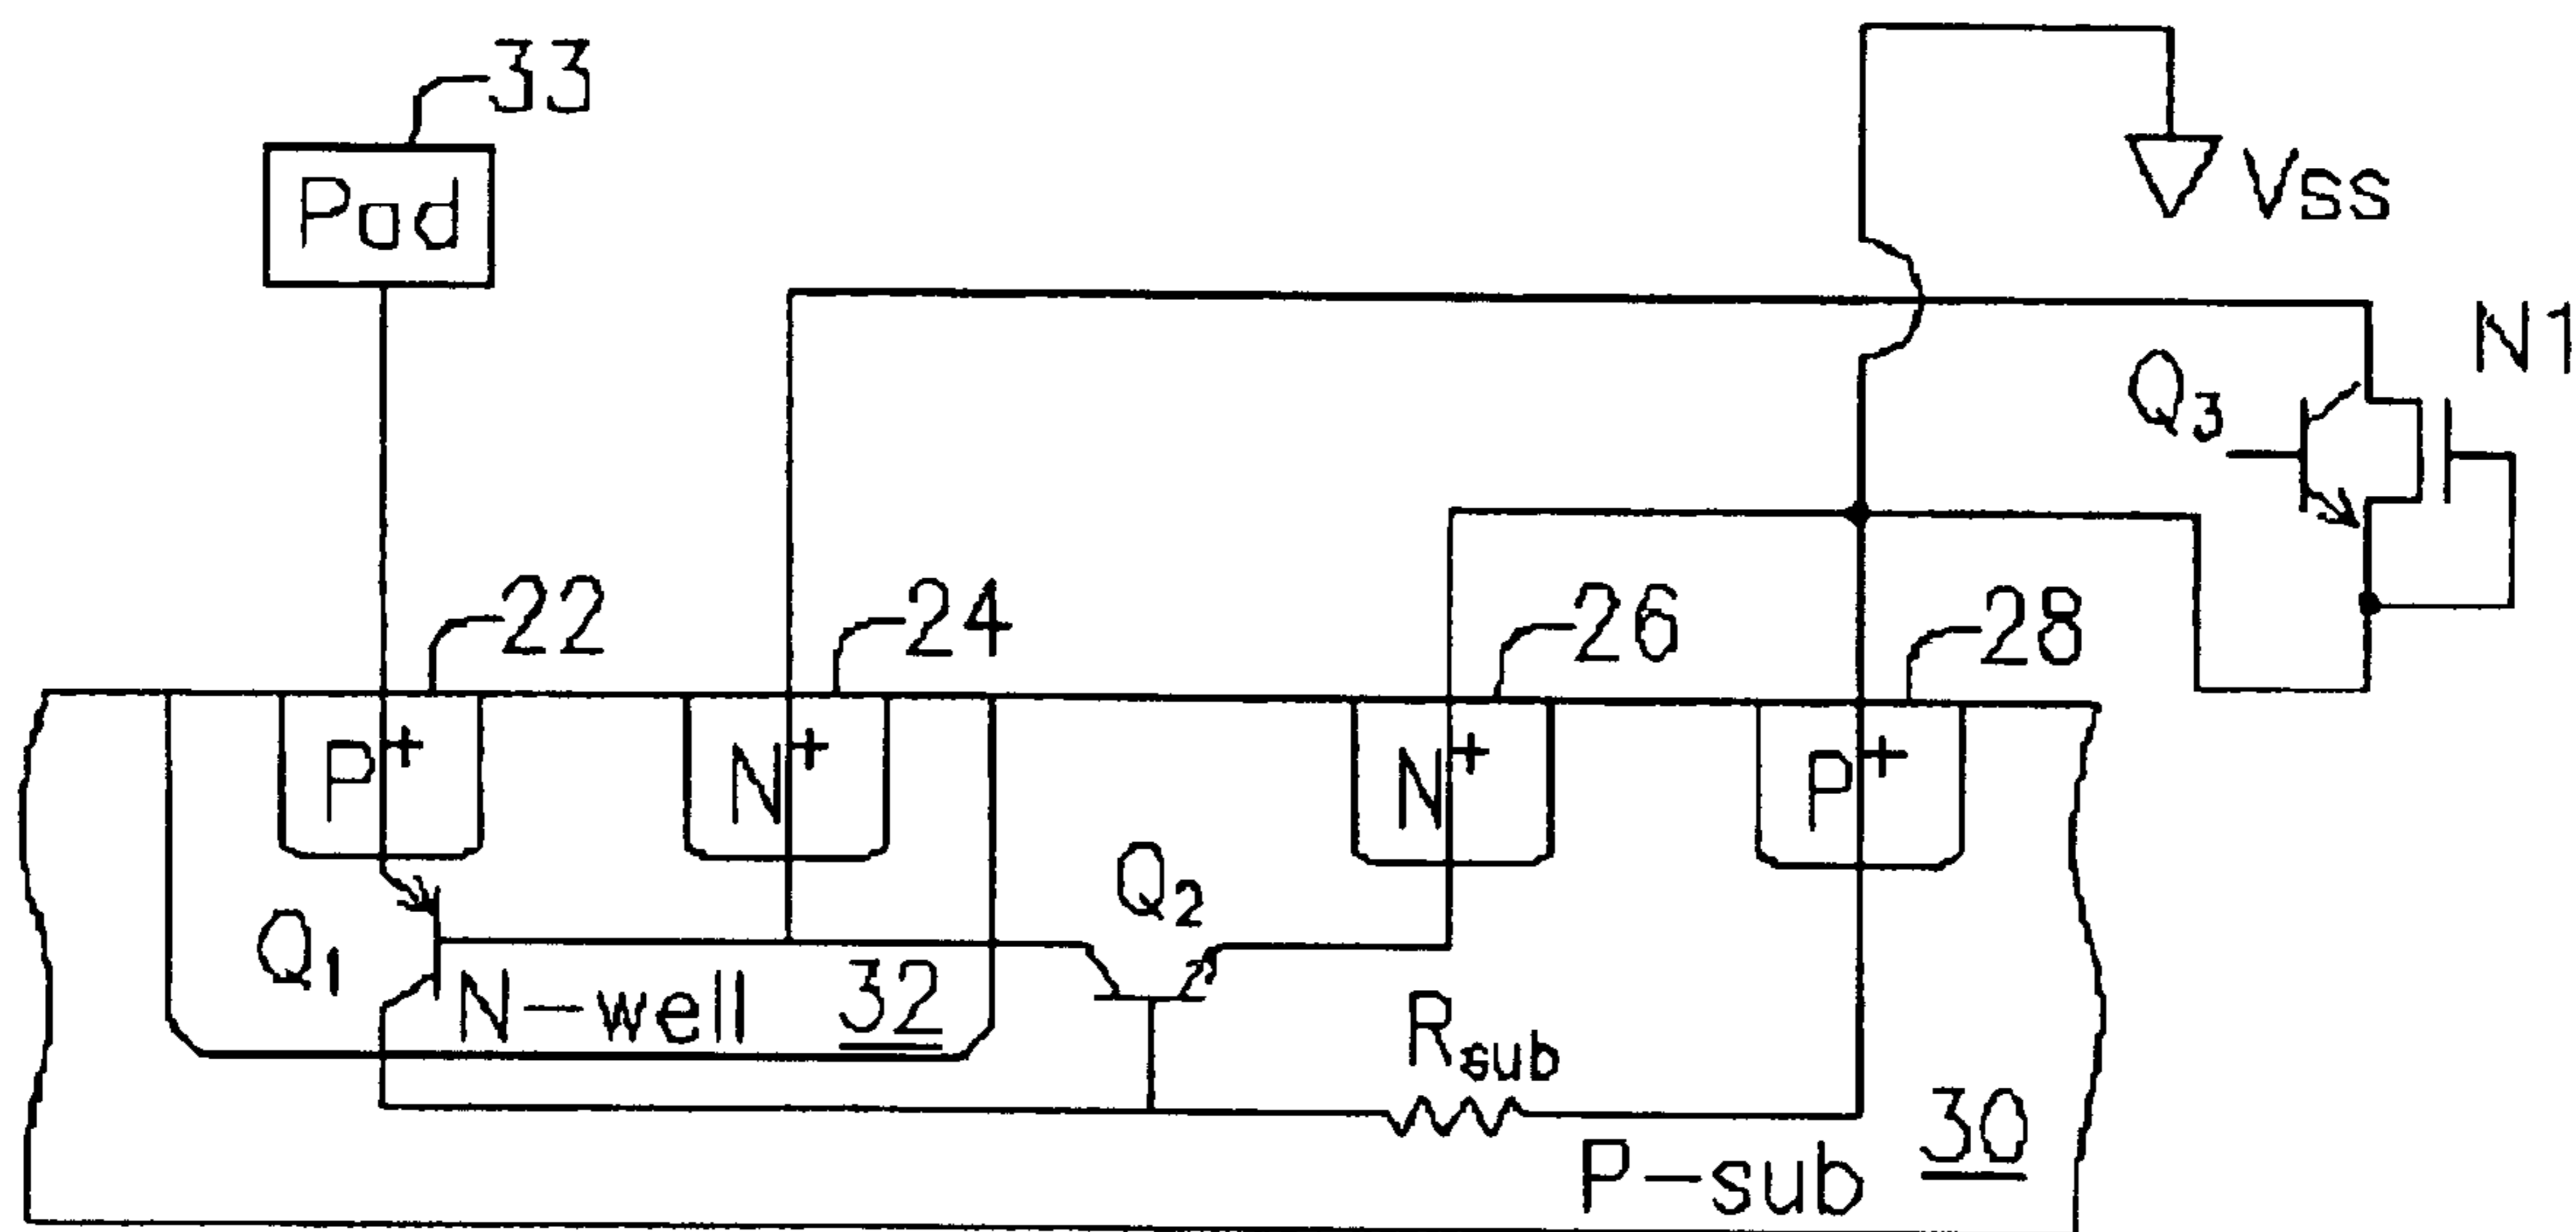 33
Pad
VSS
N1
Q3
22
24
26
28
P+
N+
N+
P+
Q2
Q1
N-well 32
Rsub
P-sub 30